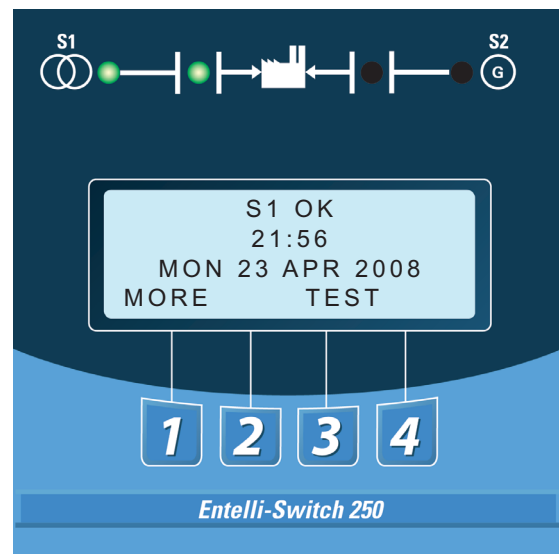 S1 S2
G
S1 OK
21:56
MON 23 APR 2008
MORE TEST
1 2 3 4
Entelli-Switch 250